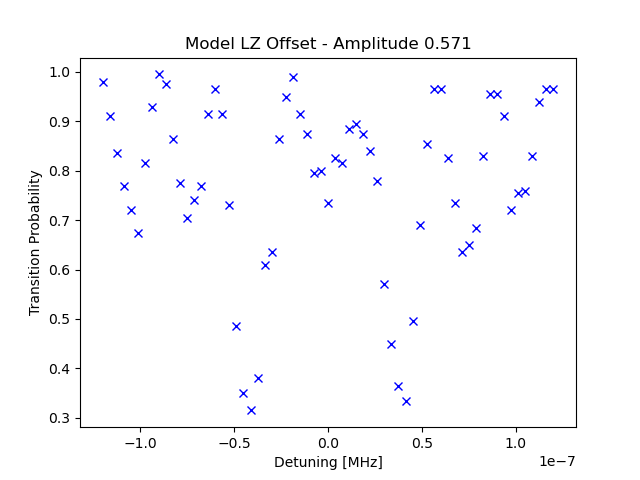 Model LZ Offset - Amplitude 0.571
Transition Probability
1.0
0.9
0.8
0.7
0.6
0.5
0.4
0.3
−1.0 −0.5 0.0 0.5 1.0
1e−7
Detuning [MHz]